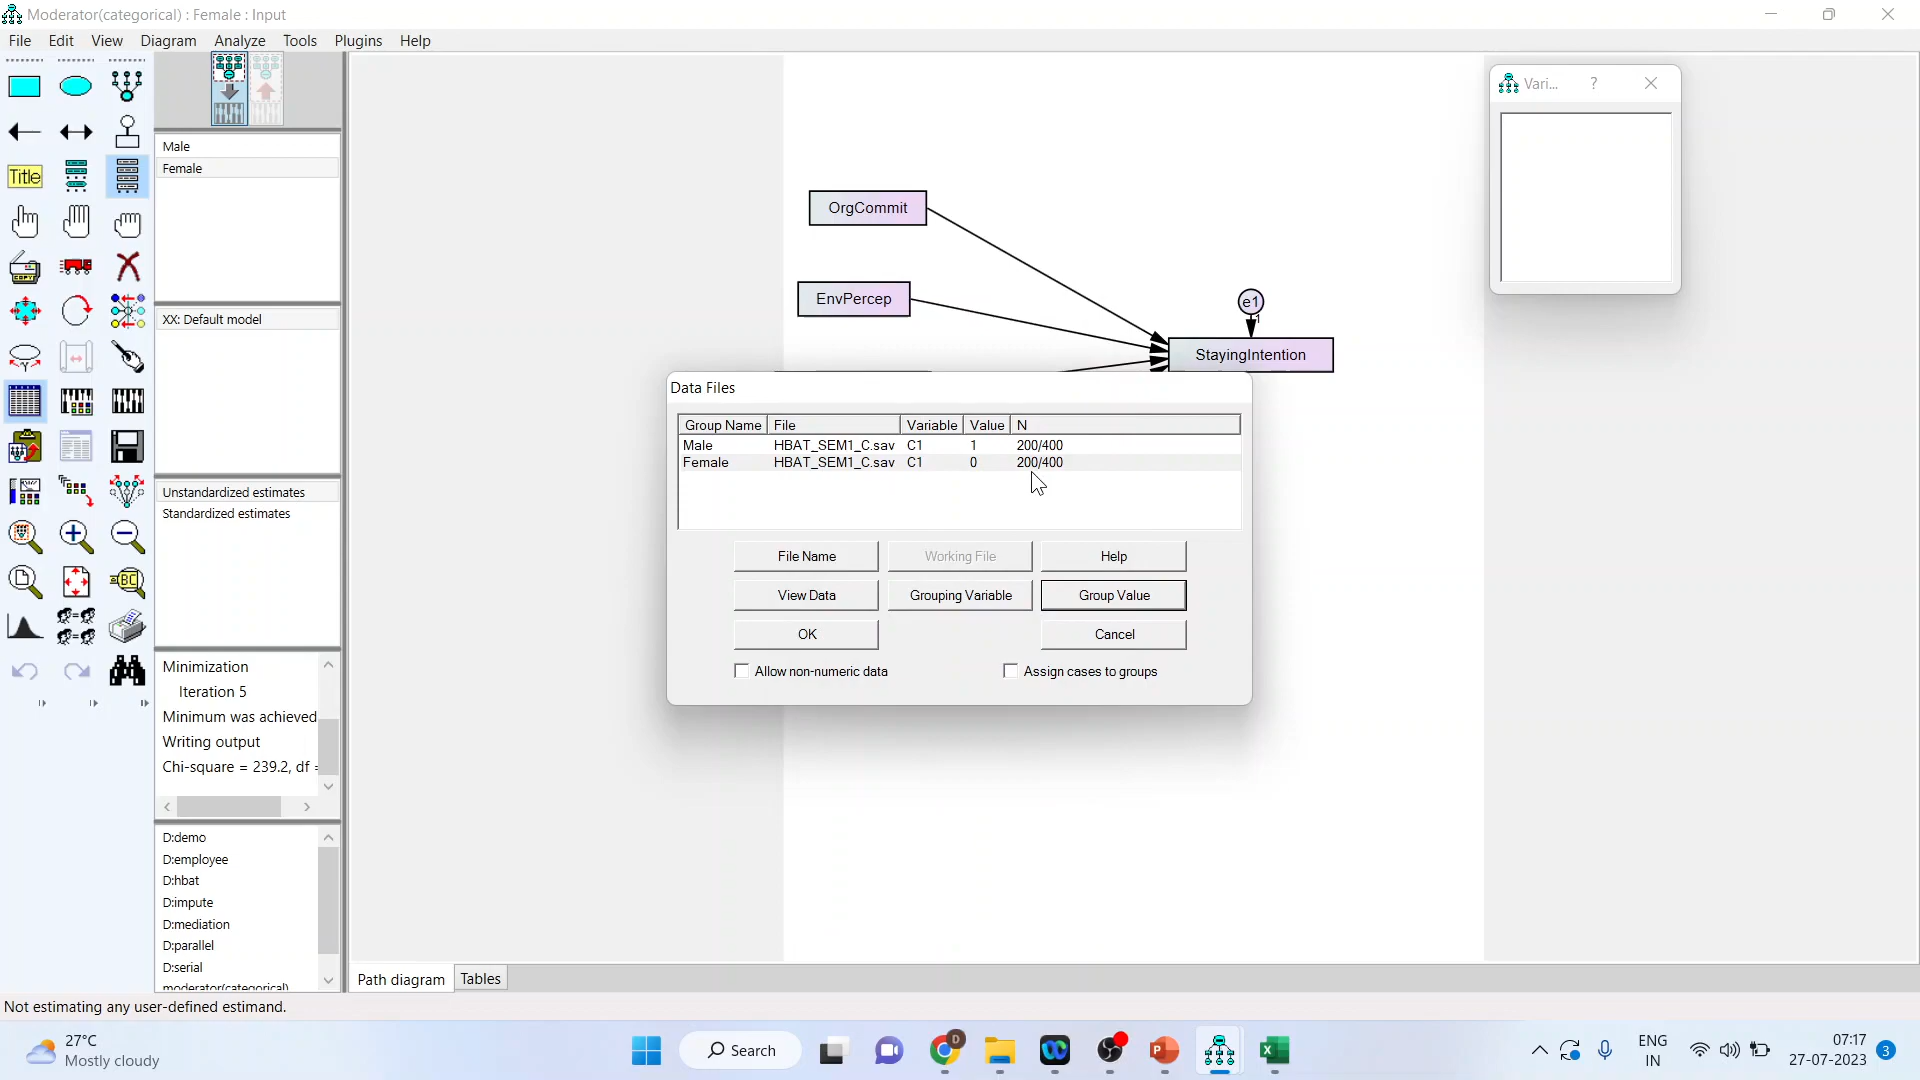 Moderator(categorical) : Female : Input
File Edit View Diagram Analyze Tools Plugins Help
Title
COPY
ABC
Male
Female
XX: Default model
Unstandardized estimates
Standardized estimates
Minimization
Iteration 5
Minimum was achieved
Writing output
Chi-square = 239.2, df =
D:demo
D:employee
D:hbat
D:impute
D:mediation
D:parallel
D:serial
moderator(categorical)
OrgCommit
EnvPercep
e1
1
StayingIntention
Vari... ?
Data Files
Group Name File Variable Value N
Male HBAT_SEM1_C.sav C1 1 200/400
Female HBAT_SEM1_C.sav C1 0 200/400
File Name Working File Help
View Data Grouping Variable Group Value
OK Cancel
Allow non-numeric data Assign cases to groups
Path diagram Tables
Not estimating any user-defined estimand.
27°C
Mostly cloudy
Search
D
ENG
IN
07:17
27-07-2023
3